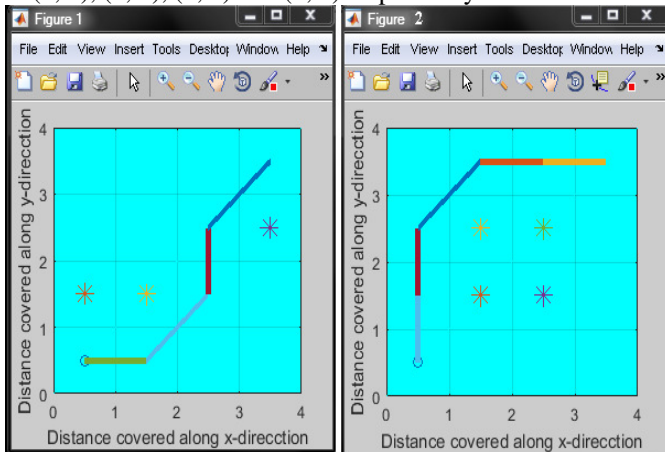 Figure 1
File Edit View Insert Tools Desktop Window Help
Distance covered along y-direcction
4
3
2
1
0
0 1 2 3 4
Distance covered along x-direcction
Figure 2
File Edit View Insert Tools Desktop Window Help
Distance covered along y-direcction
4
3
2
1
0
0 1 2 3 4
Distance covered along x-direcction